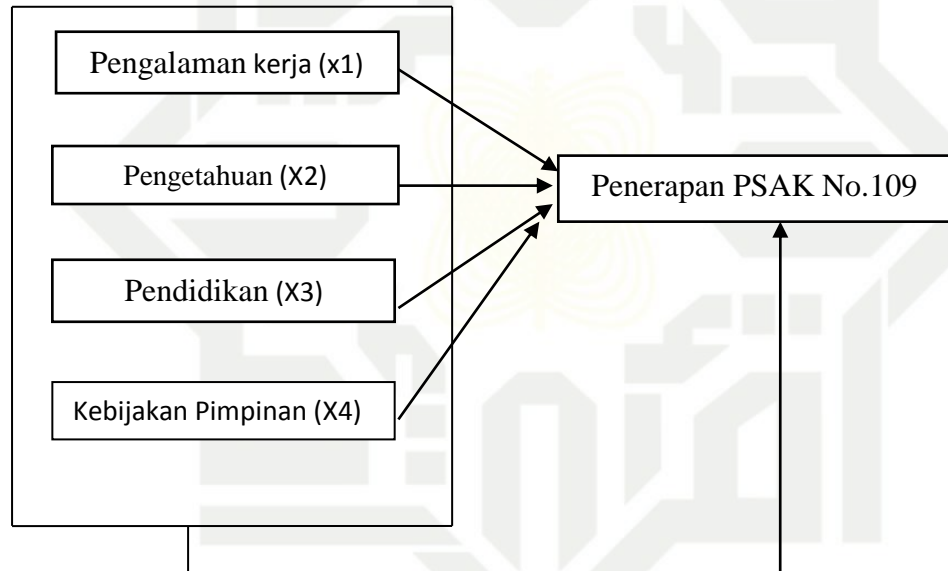 Pengalaman kerja (x1)
Pengetahuan (X2)
Penerapan PSAK No.109
Pendidikan (X3)
Kebijakan Pimpinan (X4)